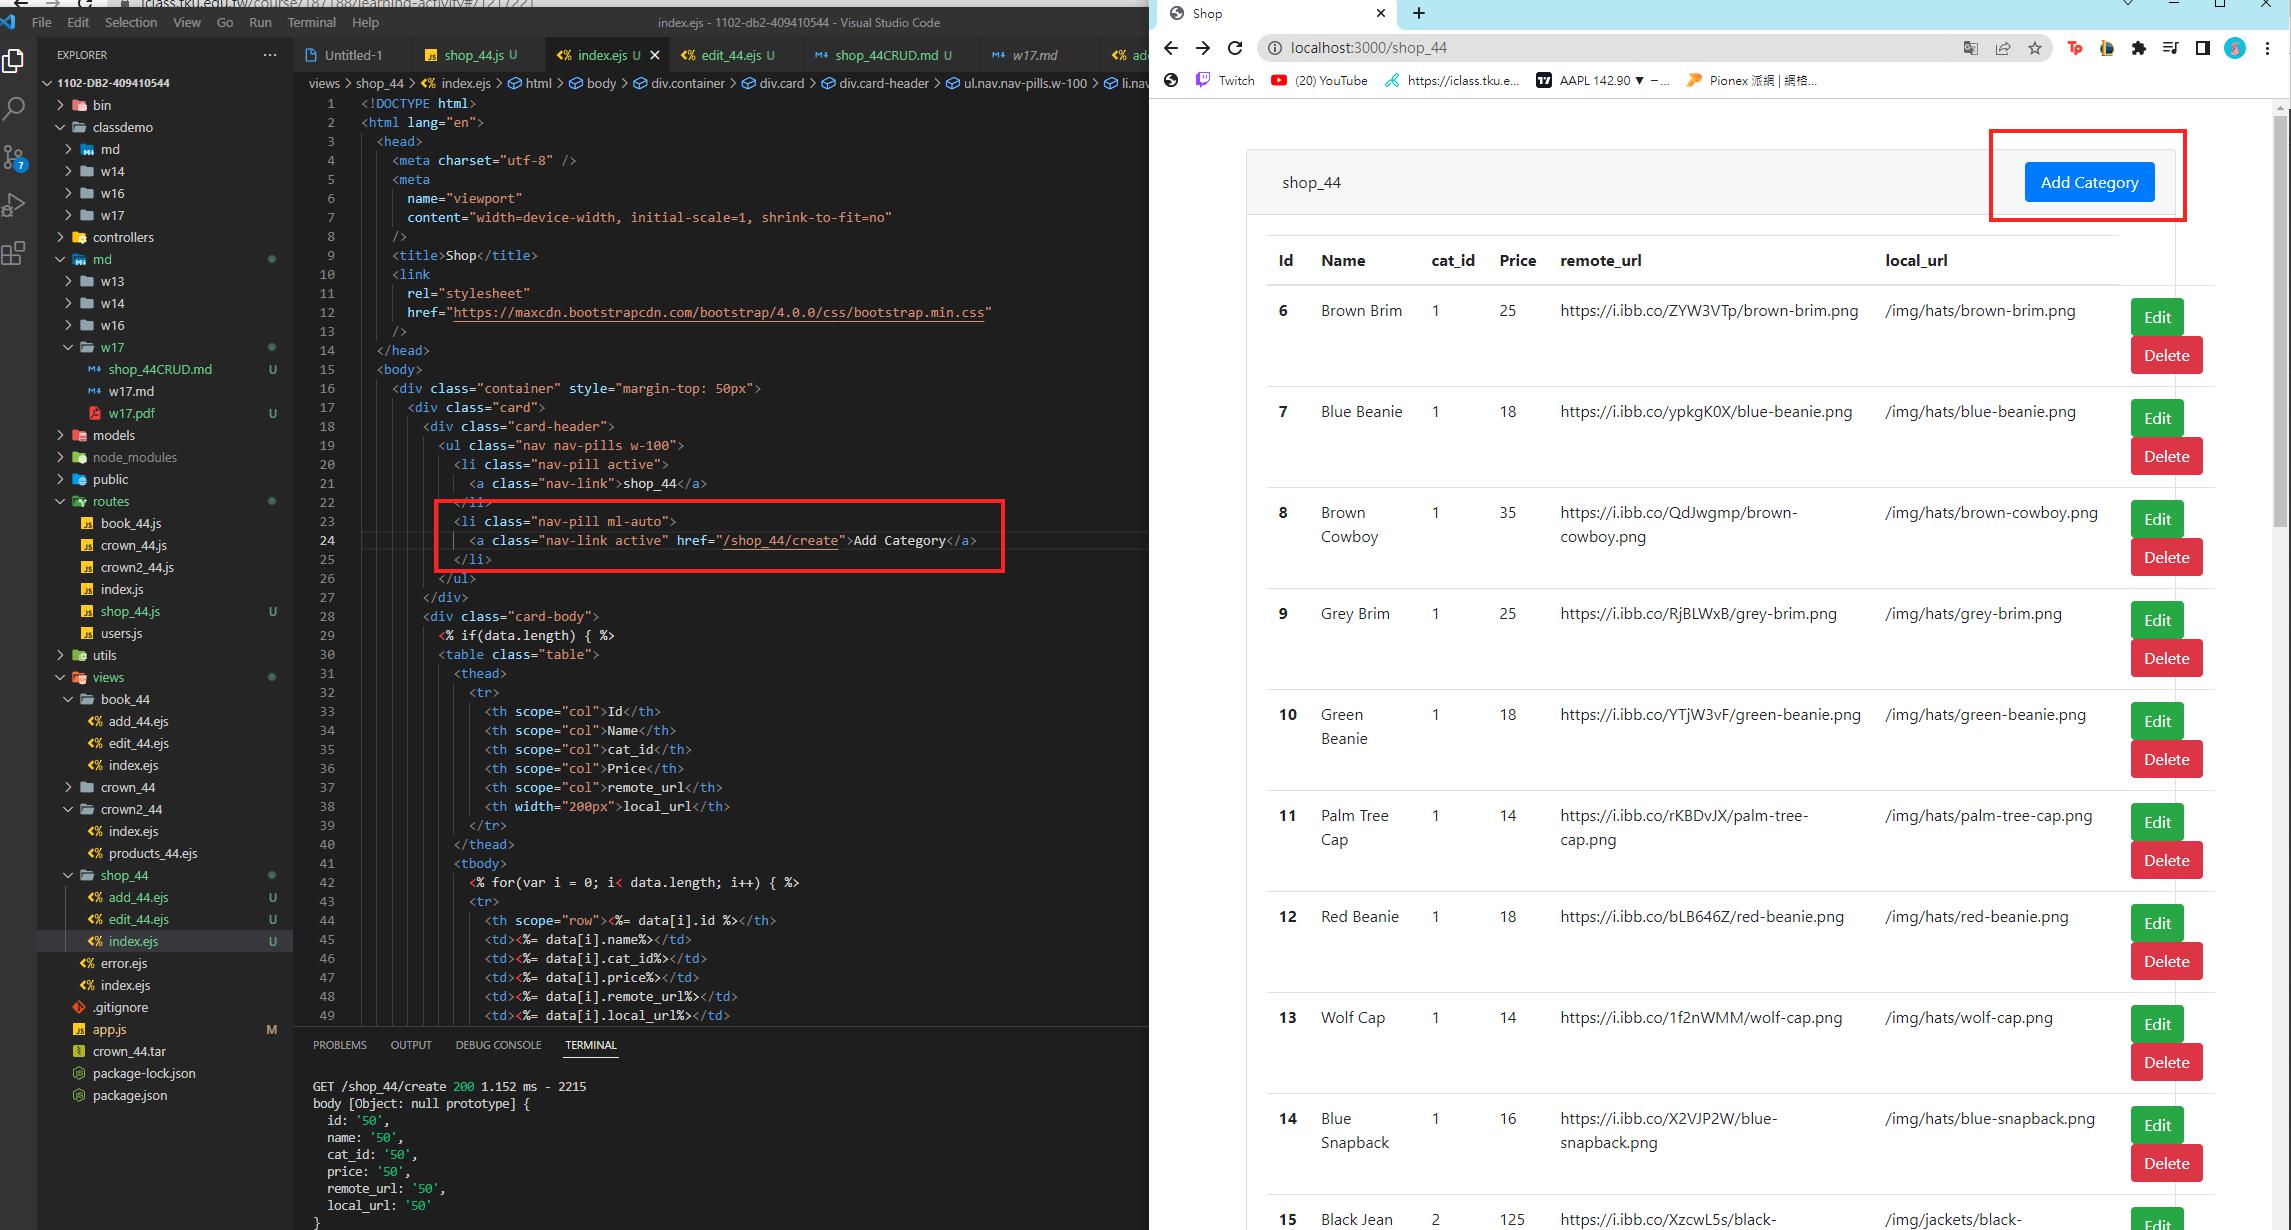 File Edit Selection View Go Run Terminal Help
index.ejs - 1102-db2-409410544 - Visual Studio Code
EXPLORER
1102-DB2-409410544
bin
classdemo
md
w14
w16
w17
controllers
md
w13
w14
w16
w17
shop_44CRUD.md U
w17.md
w17.pdf U
models
node_modules
public
routes
book_44.js
crown_44.js
crown2_44.js
index.js
shop_44.js U
users.js
utils
views
book_44
add_44.ejs
edit_44.ejs
index.ejs
crown_44
crown2_44
index.ejs
products_44.ejs
shop_44
add_44.ejs U
edit_44.ejs U
index.ejs U
error.ejs
index.ejs
.gitignore
app.js M
crown_44.tar
package-lock.json
package.json
7
Untitled-1 shop_44.js U index.ejs U edit_44.ejs U shop_44CRUD.md U w17.md
views > shop_44 > index.ejs > html > body > div.container > div.card > div.card-header > ul.nav.nav-pills.w-100 >
1 <!DOCTYPE html>
2 <html lang="en">
3 <head>
4 <meta charset="utf-8" />
5 <meta
6 name="viewport"
7 content="width=device-width, initial-scale=1, shrink-to-fit=no"
8 />
9 <title>Shop</title>
10 <link
11 rel="stylesheet"
12 href="https://maxcdn.bootstrapcdn.com/bootstrap/4.0.0/css/bootstrap.min.css"
13 />
14 </head>
15 <body>
16 <div class="container" style="margin-top: 50px">
17 <div class="card">
18 <div class="card-header">
19 <ul class="nav nav-pills w-100">
20 <li class="nav-pill active">
21 <a class="nav-link">shop_44</a>
22 </li>
23 <li class="nav-pill ml-auto">
24 <a class="nav-link active" href="/shop_44/create">Add Category</a>
25 </li>
26 </ul>
27 </div>
28 <div class="card-body">
29 <% if(data.length) { %>
30 <table class="table">
31 <thead>
32 <tr>
33 <th scope="col">Id</th>
34 <th scope="col">Name</th>
35 <th scope="col">cat_id</th>
36 <th scope="col">Price</th>
37 <th scope="col">remote_url</th>
38 <th width="200px">local_url</th>
39 </tr>
40 </thead>
41 <tbody>
42 <% for(var i = 0; i< data.length; i++) { %>
43 <tr>
44 <th scope="row"><%= data[i].id %></th>
45 <td><%= data[i].name%></td>
46 <td><%= data[i].cat_id%></td>
47 <td><%= data[i].price%></td>
48 <td><%= data[i].remote_url%></td>
49 <td><%= data[i].local_url%></td>
PROBLEMS OUTPUT DEBUG CONSOLE TERMINAL
GET /shop_44/create 200 1.152 ms - 2215
body [Object: null prototype] {
id: '50',
name: '50',
cat_id: '50',
price: '50',
remote_url: '50',
local_url: '50'
}
Shop
localhost:3000/shop_44
Twitch (20) YouTube https://iclass.tku.e... AAPL 142.90 ▼ −... Pionex 派網 | 網格...
shop_44 Add Category
Id Name cat_id Price remote_url local_url
6 Brown Brim 1 25 https://i.ibb.co/ZYW3VTp/brown-brim.png /img/hats/brown-brim.png Edit
Delete
7 Blue Beanie 1 18 https://i.ibb.co/ypkgK0X/blue-beanie.png /img/hats/blue-beanie.png Edit
Delete
8 Brown 1 35 https://i.ibb.co/QdJwgmp/brown- /img/hats/brown-cowboy.png Edit
Cowboy cowboy.png
Delete
9 Grey Brim 1 25 https://i.ibb.co/RjBLWxB/grey-brim.png /img/hats/grey-brim.png Edit
Delete
10 Green 1 18 https://i.ibb.co/YTjW3vF/green-beanie.png /img/hats/green-beanie.png Edit
Beanie
Delete
11 Palm Tree 1 14 https://i.ibb.co/rKBDvJX/palm-tree- /img/hats/palm-tree-cap.png Edit
Cap cap.png
Delete
12 Red Beanie 1 18 https://i.ibb.co/bLB646Z/red-beanie.png /img/hats/red-beanie.png Edit
Delete
13 Wolf Cap 1 14 https://i.ibb.co/1f2nWMM/wolf-cap.png /img/hats/wolf-cap.png Edit
Delete
14 Blue 1 16 https://i.ibb.co/X2VJP2W/blue- /img/hats/blue-snapback.png Edit
Snapback snapback.png
Delete
15 Black Jean 2 125 https://i.ibb.co/XzcwL5s/black- /img/jackets/black- Edit